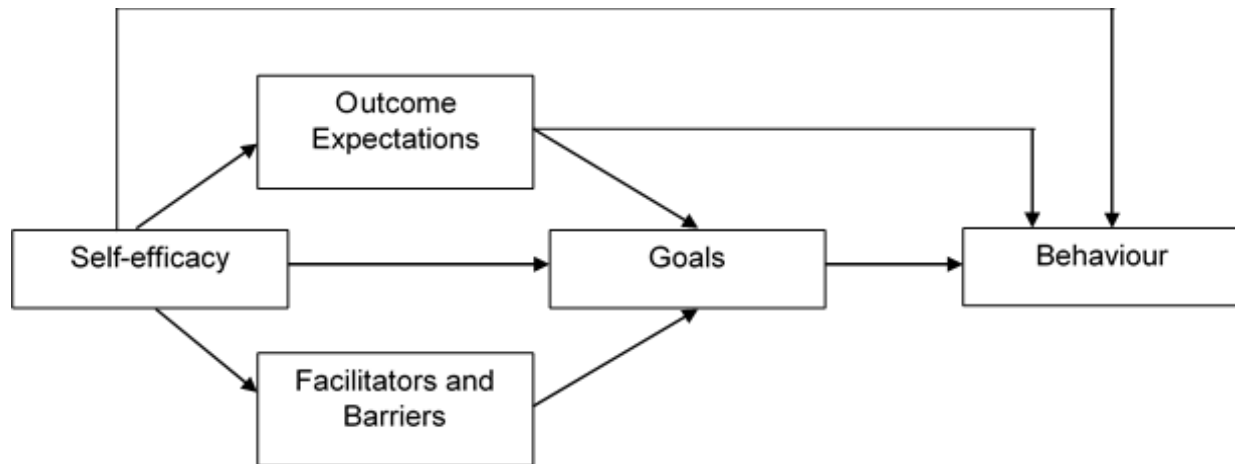 Outcome
Expectations
Self-efficacy
Goals
Behaviour
Facilitators and
Barriers